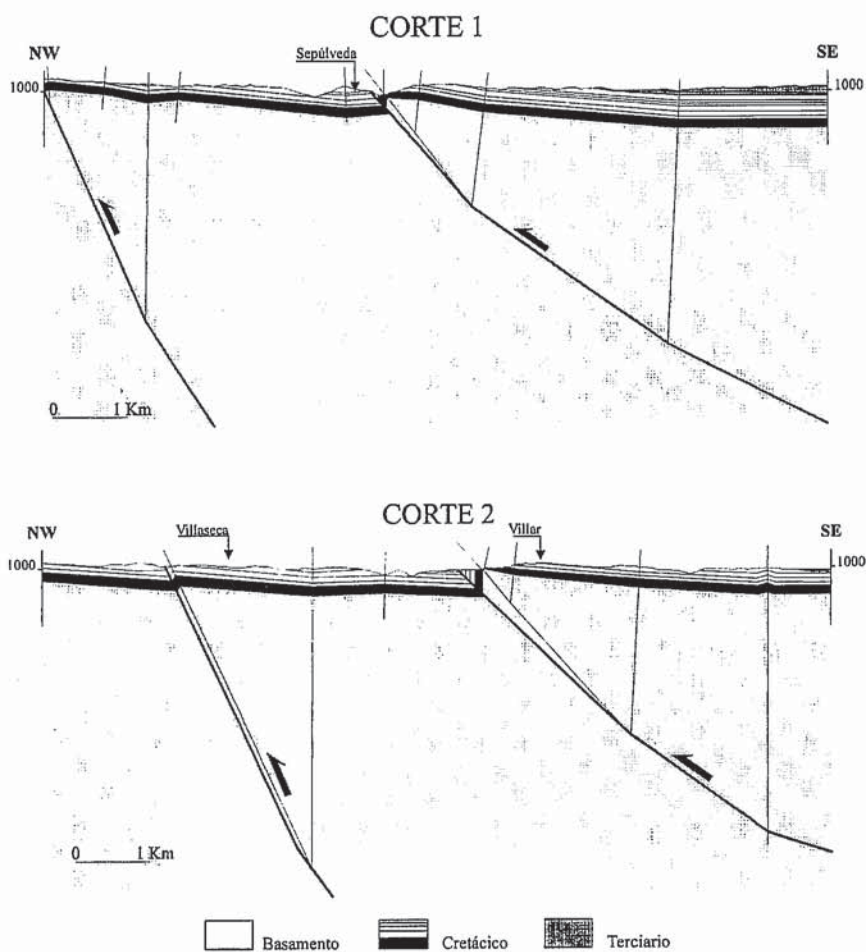 CORTE 1
NW
SE
Sepúlveda
1000
1000
0. 1 Km
CORTE 2
NW
SE
Villaseca
Villar
1000
1000
0 1 Km
Basamento
Cretácico
Terciario